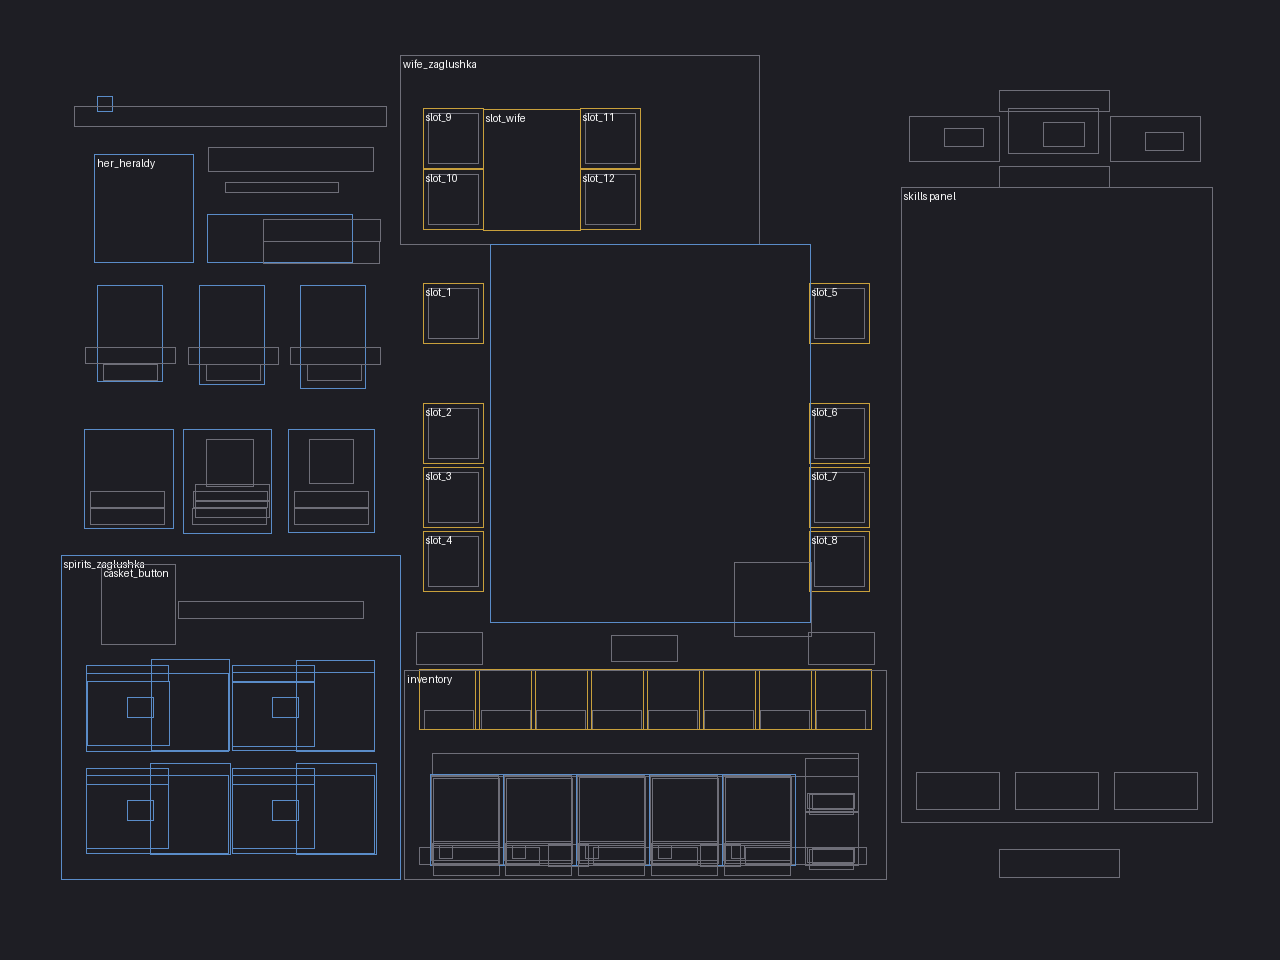 wife_zaglushka
slot_9
slot_wife
slot_11
her_heraldy
slot_10
slot_12
skills panel
slot_1
slot_5
slot_2
slot_6
slot_3
slot_7
slot_4
slot_8
spirits_zaglushka
casket_button
inventory